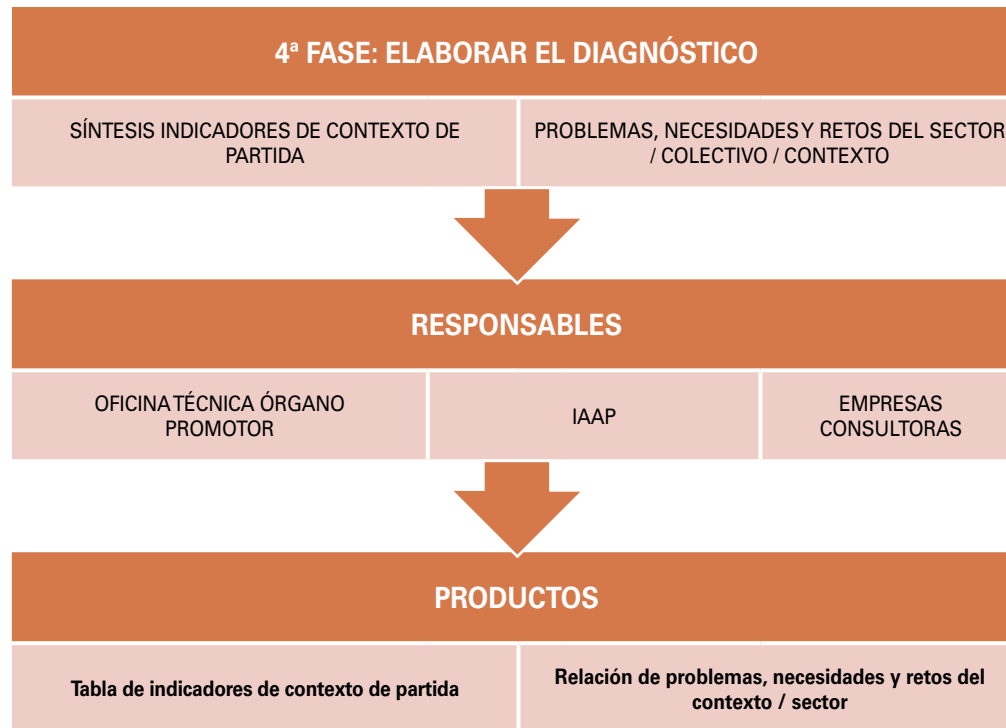 4ª FASE: ELABORAR EL DIAGNÓSTICO
SÍNTESIS INDICADORES DE CONTEXTO DE
PARTIDA
PROBLEMAS, NECESIDADES Y RETOS DEL SECTOR
/ COLECTIVO / CONTEXTO
RESPONSABLES
OFICINA TÉCNICA ÓRGANO
PROMOTOR
IAAP
EMPRESAS
CONSULTORAS
PRODUCTOS
Tabla de indicadores de contexto de partida
Relación de problemas, necesidades y retos del
contexto / sector